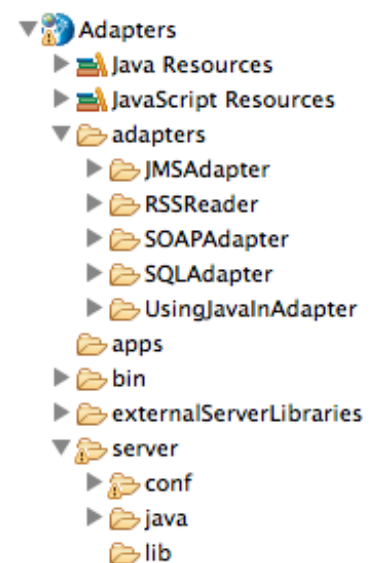 Adapters
Java Resources
JavaScript Resources
adapters
JMSAdapter
RSSReader
SOAPAdapter
SQLAdapter
UsingJavaInAdapter
apps
bin
externalServerLibraries
server
conf
java
lib